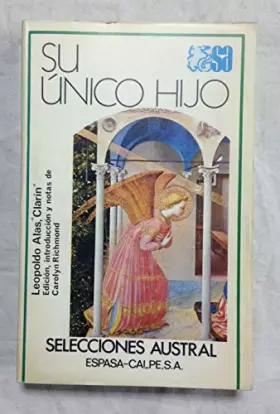 SU
ÚNICO HIJO
Leopoldo Alas, "Clarín"
Edición, introducción y notas de
Carolyn Richmond
SELECCIONES AUSTRAL
ESPASA-CALPE, S.A.